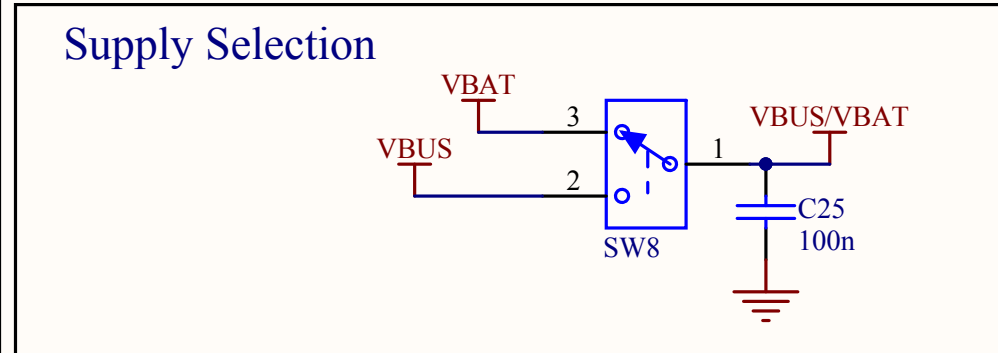 Supply Selection
VBAT
3
VBUS
2
1
VBUS/VBAT
SW8
C25
100n